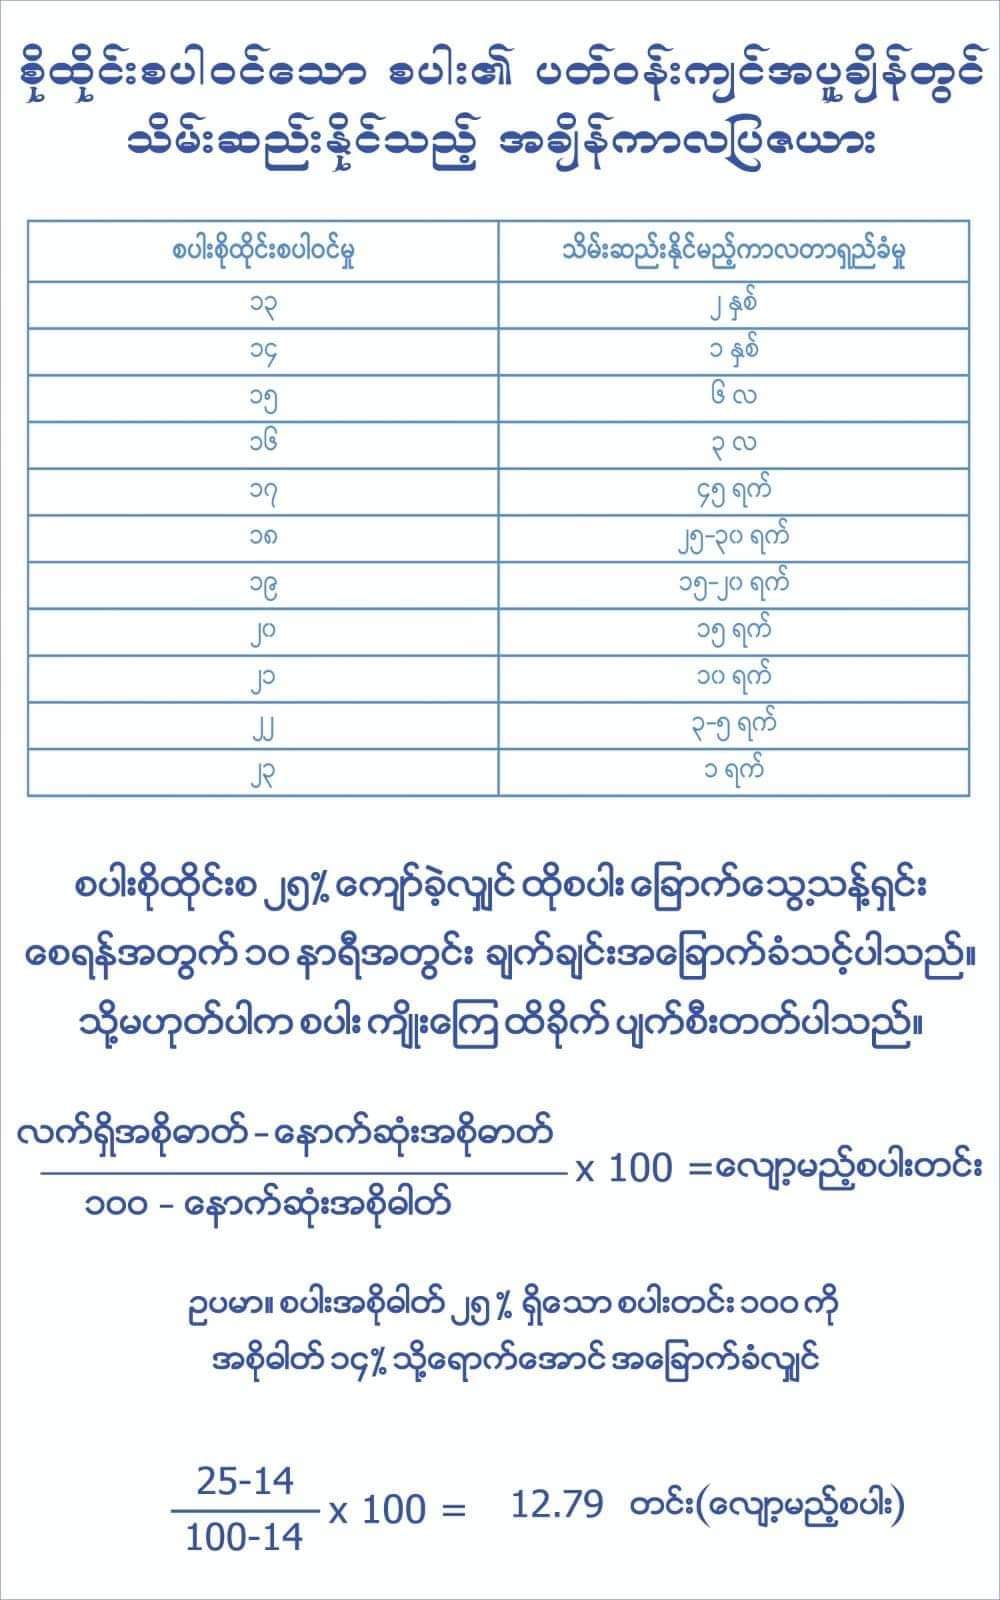 စိုထိုင်းစပါဝင်သော စပါး၏ ပတ်ဝန်းကျင်အပူချိန်တွင်
သိမ်းဆည်းနိုင်သည့် အချိန်ကာလပြဇယား
စပါးစိုထိုင်းစပါဝင်မှု သိမ်းဆည်းနိုင်မည့်ကာလတာရှည်ခံမှု
၁၃ ၂ နှစ်
၁၄ ၁ နှစ်
၁၅ ၆ လ
၁၆ ၃ လ
၁၇ ၄၅ ရက်
၁၈ ၂၅-၃၀ ရက်
၁၉ ၁၅-၂၀ ရက်
၂၀ ၁၅ ရက်
၂၁ ၁၀ ရက်
၂၂ ၃-၅ ရက်
၂၃ ၁ ရက်
စပါးစိုထိုင်းစ ၂၅% ကျော်ခဲ့လျှင် ထိုစပါး ခြောက်သွေ့သန့်ရှင်း
စေရန်အတွက် ၁၀ နာရီအတွင်း ချက်ချင်းအခြောက်ခံသင့်ပါသည်။
သို့မဟုတ်ပါက စပါး ကျိုးကြေ ထိခိုက် ပျက်စီးတတ်ပါသည်။
လက်ရှိအစိုဓာတ် - နောက်ဆုံးအစိုဓာတ်
x 100 =လျော့မည့်စပါးတင်း
၁၀၀ - နောက်ဆုံးအစိုဓါတ်
ဥပမာ။ စပါးအစိုဓါတ် ၂၅ % ရှိသော စပါးတင်း ၁၀၀ ကို
အစိုဓါတ် ၁၄% သို့ရောက်အောင် အခြောက်ခံလျှင်
25-14
x 100 = 12.79 တင်း(လျော့မည့်စပါး)
100-14